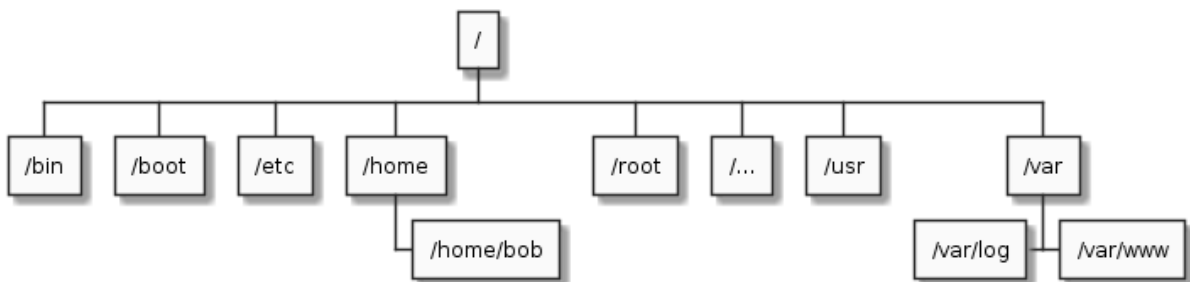 /
/bin
/boot
/etc
/home
/root
/...
/usr
/var
/home/bob
/var/log
/var/www